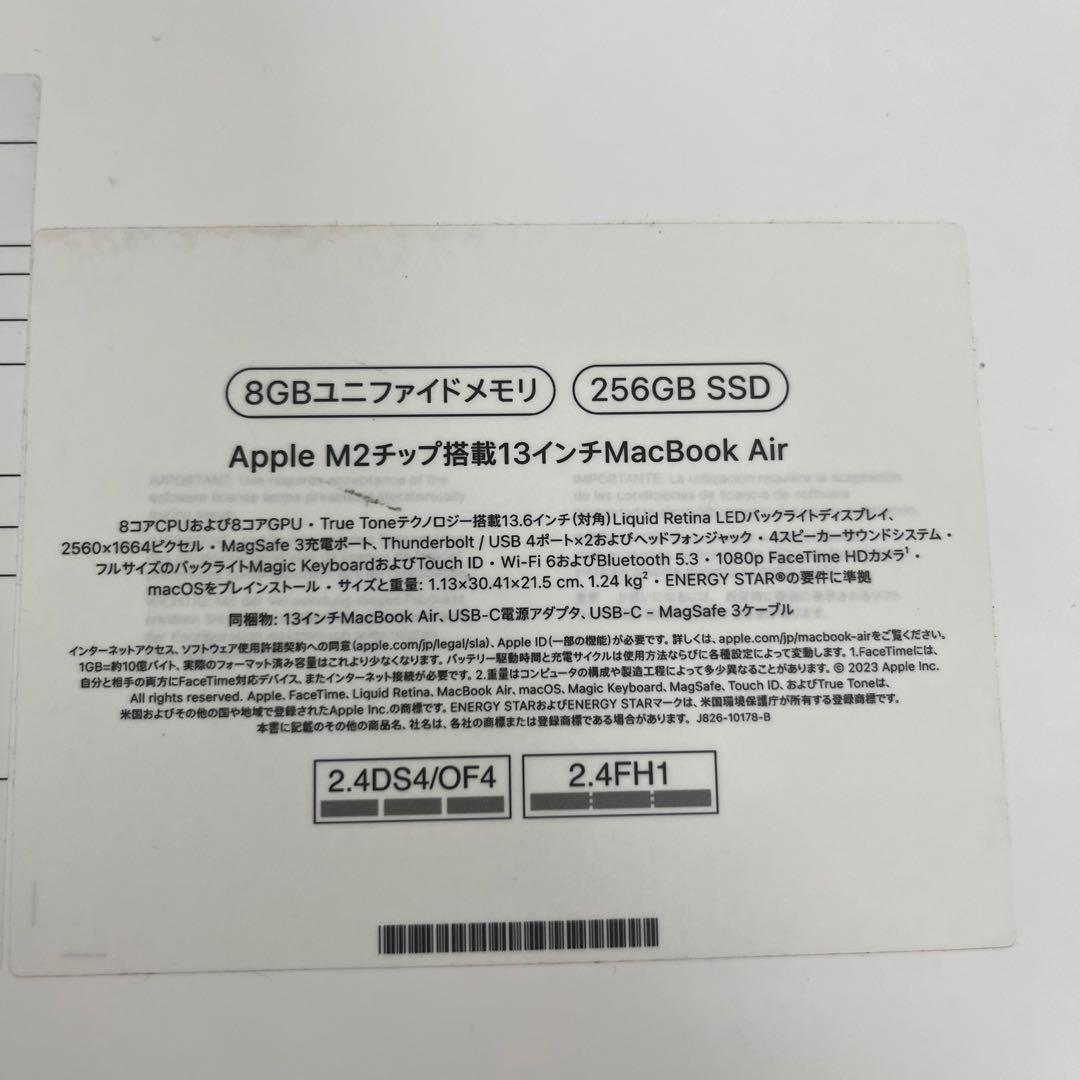 8GBユニファイドメモリ 256GB SSD
Apple M2チップ搭載13インチMacBook Air
8コアCPUおよび8コアGPU・True Toneテクノロジー搭載13.6インチ(対角)Liquid Retina LEDバックライトディスプレイ、
2560×1664ピクセル・MagSafe 3充電ポート、Thunderbolt / USB 4ポート×2およびヘッドフォンジャック・4スピーカーサウンドシステム・
フルサイズのバックライトMagic KeyboardおよびTouch ID・Wi-Fi 6およびBluetooth 5.3・1080p FaceTime HDカメラ¹・
macOSをプレインストール・サイズと重量: 1.13×30.41×21.5 cm、1.24 kg²・ENERGY STAR®の要件に準拠
同梱物: 13インチMacBook Air、USB-C電源アダプタ、USB-C - MagSafe 3ケーブル
インターネットアクセス、ソフトウェア使用許諾契約への同意(apple.com/jp/legal/sla)、Apple ID(一部の機能)が必要です。詳しくは、apple.com/jp/macbook-airをご覧ください。
1GB=約10億バイト、実際のフォーマット済み容量はこれより少なくなります。バッテリー駆動時間と充電サイクルは使用方法ならびに各種設定によって変動します。1.FaceTimeには、
自分と相手の両方にFaceTime対応デバイス、またインターネット接続が必要です。2.重量はコンピュータの構成や製造工程によって多少異なることがあります。© 2023 Apple Inc.
All rights reserved. Apple、FaceTime、Liquid Retina、MacBook Air、macOS、Magic Keyboard、MagSafe、Touch ID、およびTrue Toneは、
米国およびその他の国や地域で登録されたApple Inc.の商標です。ENERGY STARおよびENERGY STARマークは、米国環境保護庁が所有する登録商標です。
本書に記載のその他の商品名、社名は、各社の商標または登録商標である場合があります。 J826-10178-B
2.4DS4/OF4 2.4FH1